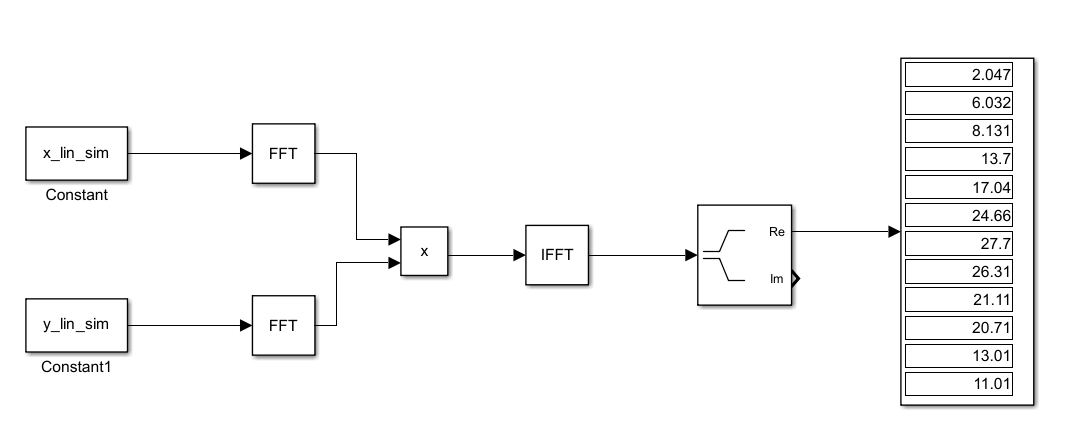 x_lin_sim
Constant
FFT
y_lin_sim
Constant1
FFT
x
IFFT
Re
Im
2.047
6.032
8.131
13.7
17.04
24.66
27.7
26.31
21.11
20.71
13.01
11.01